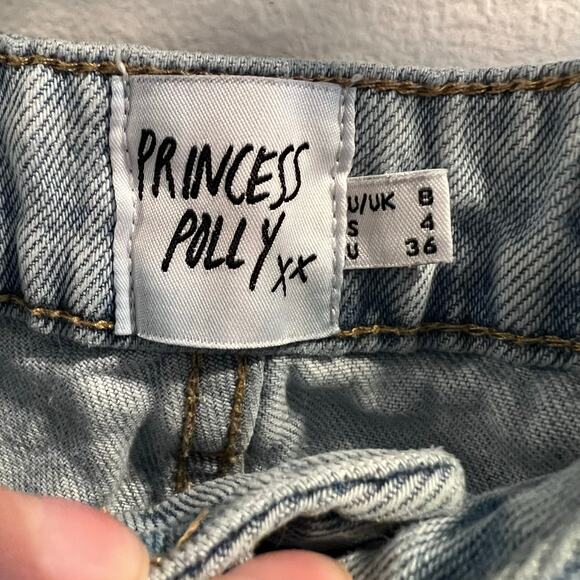 PRINCESS
POLLY xx
U/UK 8
S 4
U 36